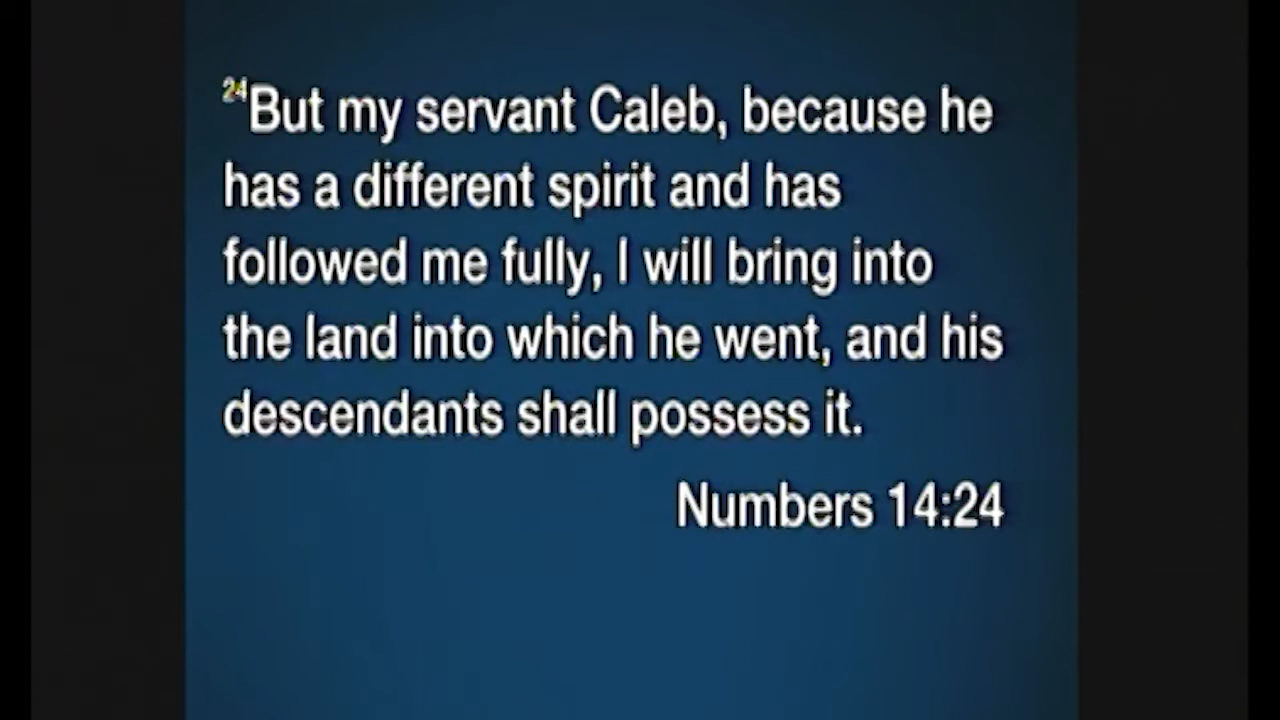 24But my servant Caleb, because he
has a different spirit and has
followed me fully, I will bring into
the land into which he went, and his
descendants shall possess it.
Numbers 14:24